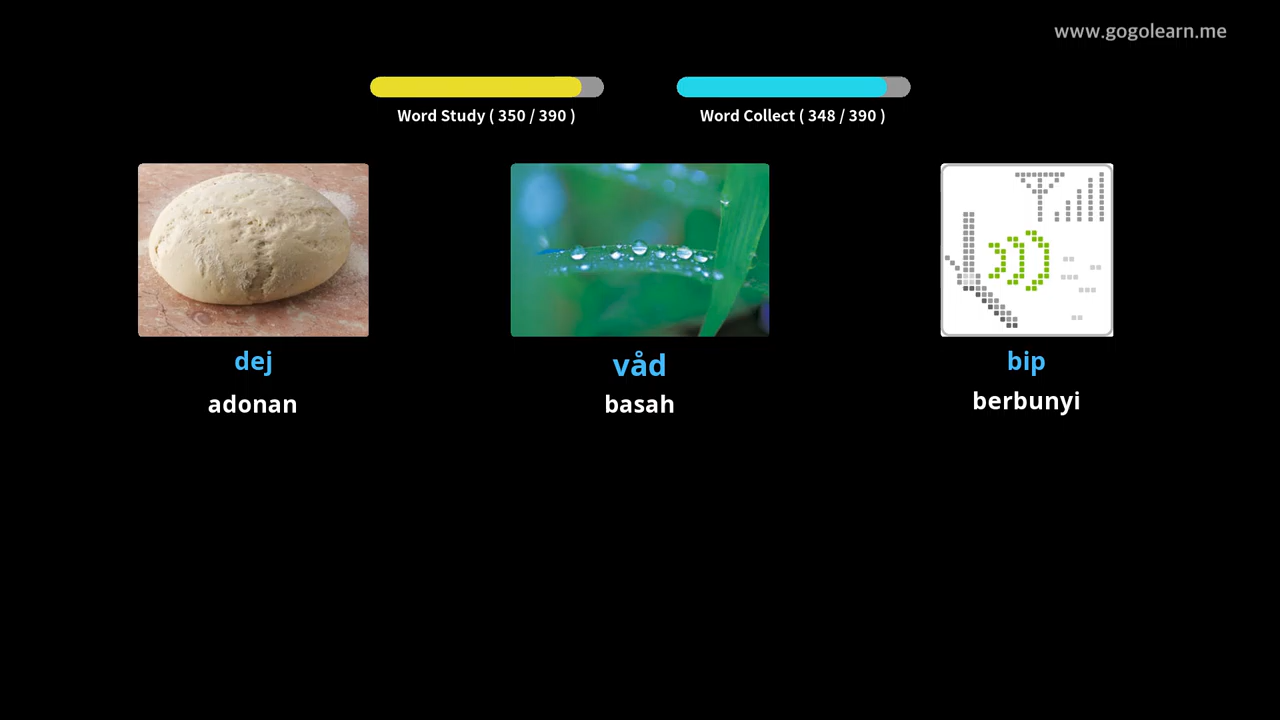 www.gogolearn.me
Word Study ( 350 / 390 )
Word Collect ( 348 / 390 )
dej
våd
bip
adonan
basah
berbunyi